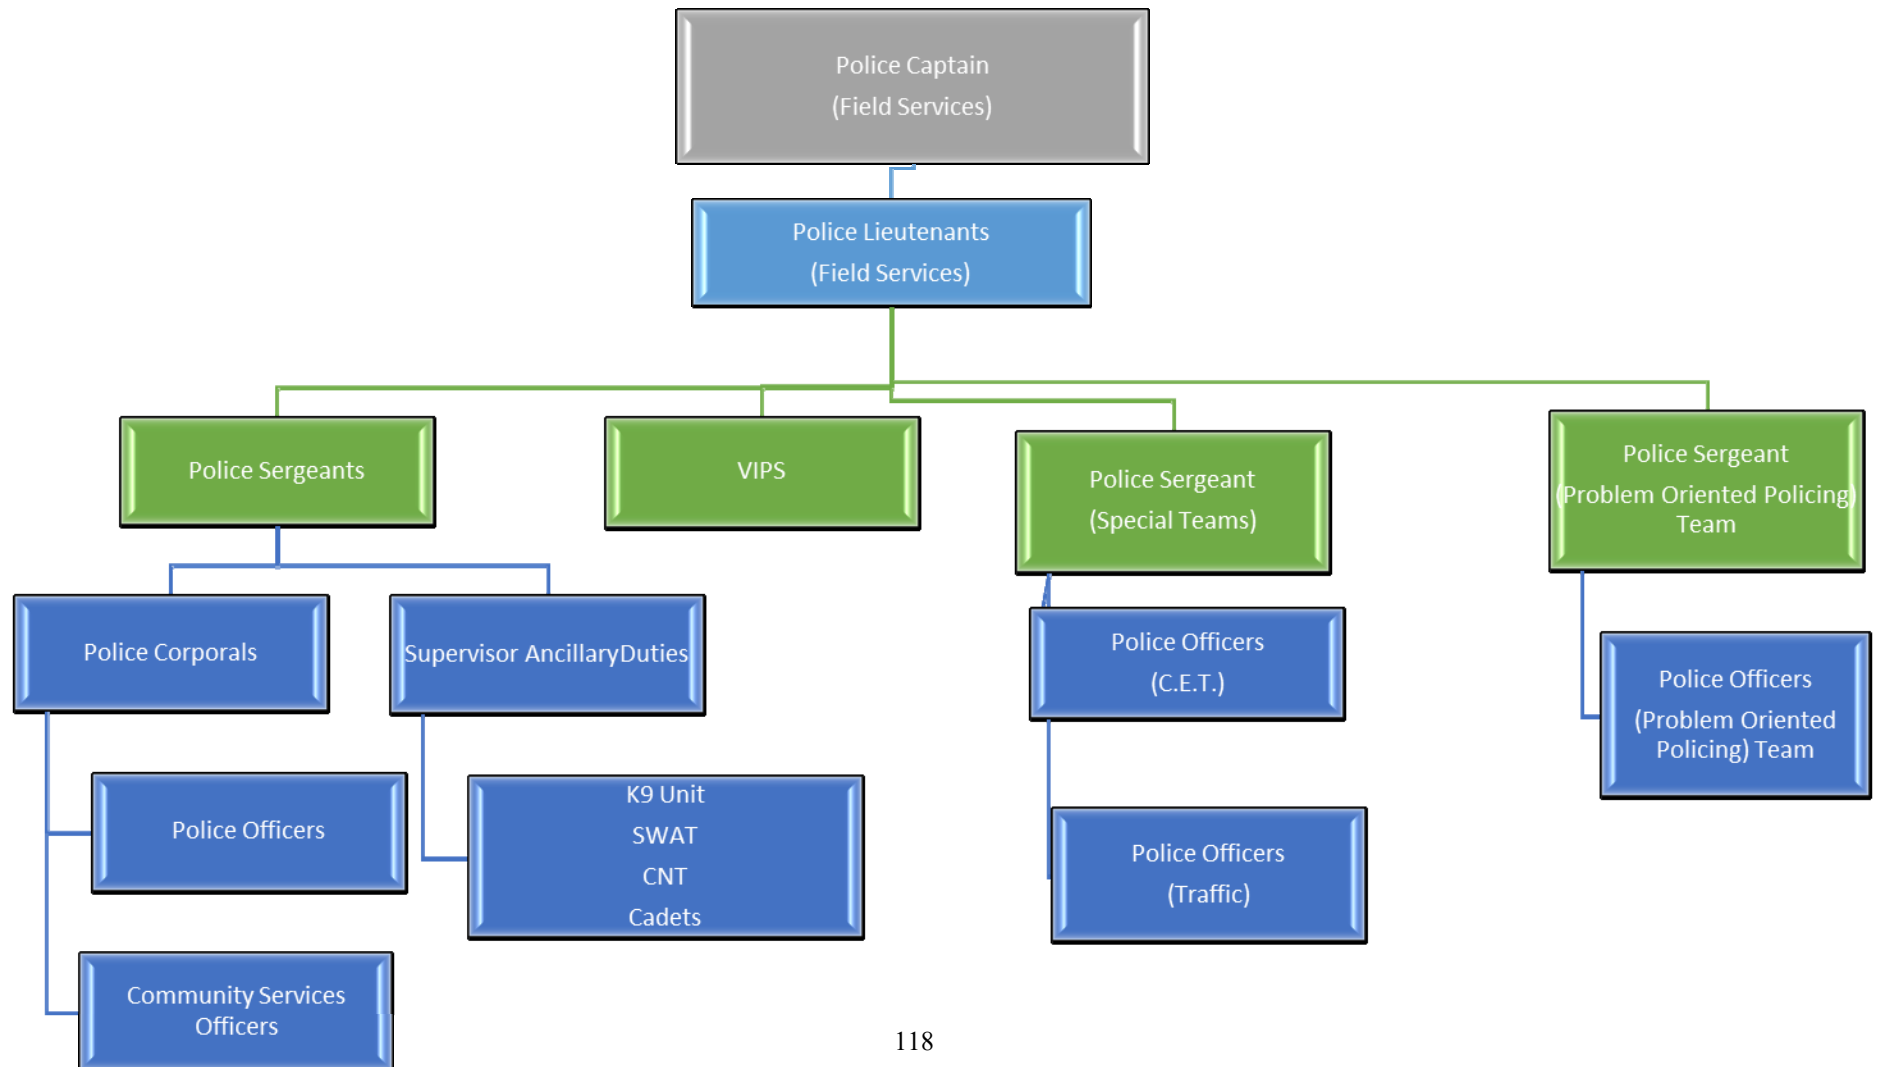 Police Captain
(Field Services)
Police Lieutenants
(Field Services)
Police Sergeants
VIPS
Police Sergeant
(Special Teams)
Police Sergeant
(Problem Oriented Policing)
Team
Police Corporals
Supervisor AncillaryDuties
Police Officers
(C.E.T.)
Police Officers
(Problem Oriented
Policing) Team
Police Officers
K9 Unit
SWAT
CNT
Cadets
Police Officers
(Traffic)
Community Services
Officers
118